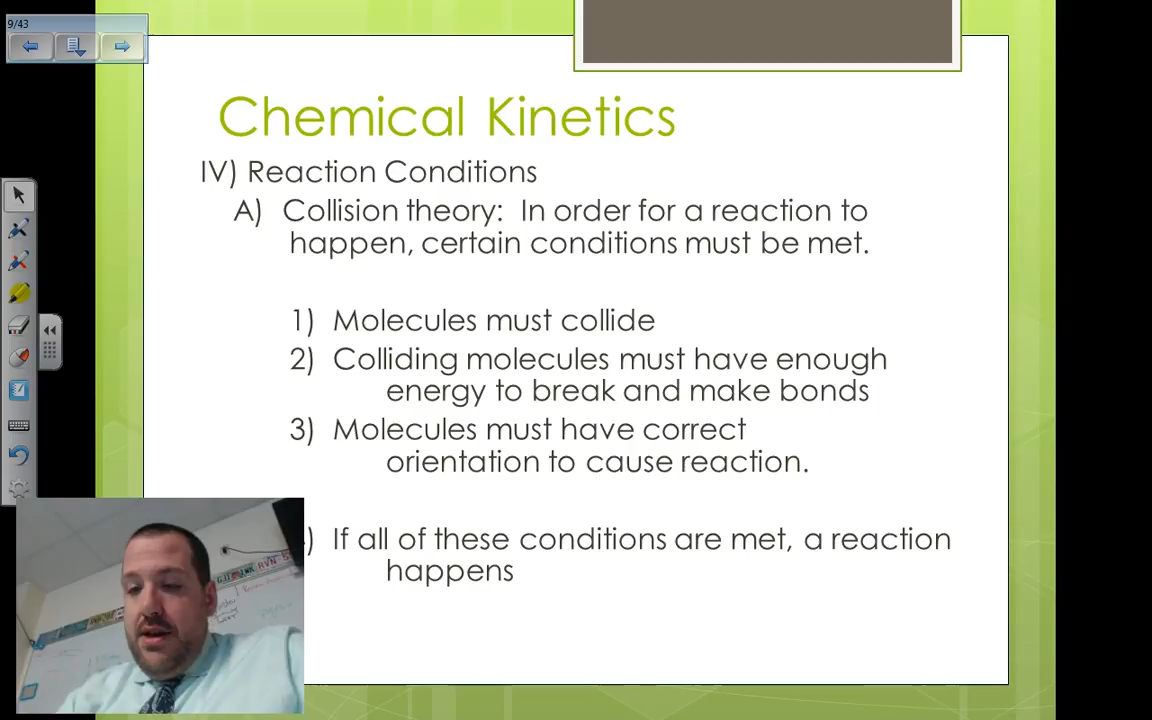 9/43
Chemical Kinetics
IV) Reaction Conditions
A) Collision theory: In order for a reaction to
happen, certain conditions must be met.
1) Molecules must collide
2) Colliding molecules must have enough
energy to break and make bonds
3) Molecules must have correct
orientation to cause reaction.
) If all of these conditions are met, a reaction
happens